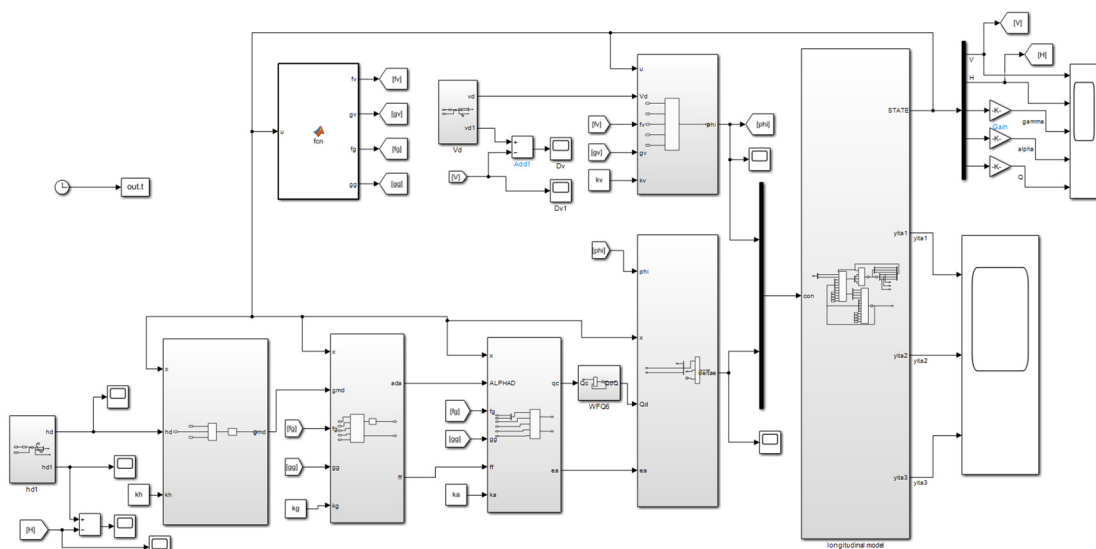 [V]
[H]
V
H
-K-
Gain
gamma
-K-
alpha
-K-
Q
STATE
u
fcn
fv
gv
fg
gg
[fv]
[gv]
[fg]
[gg]
vd
vd1
Vd
Add1
Dv
[V]
Dv1
u
Vd
[fv]
fv
[gv]
gv
kv
kv
phi
[phi]
out.t
[phi]
phi
x
Qd
ea
deltae
con
yita1
yita1
yita2
yita2
yita3
yita3
longitudinal model
hd
hd1
hd1
[H]
x
hd
kh
kh
gmd
x
gmd
[fg]
fg
[gg]
gg
kg
kg
ada
ff
x
ALPHAD
[fg]
fg
[gg]
gg
ff
ka
ka
qc
ea
Qc
WFQ6